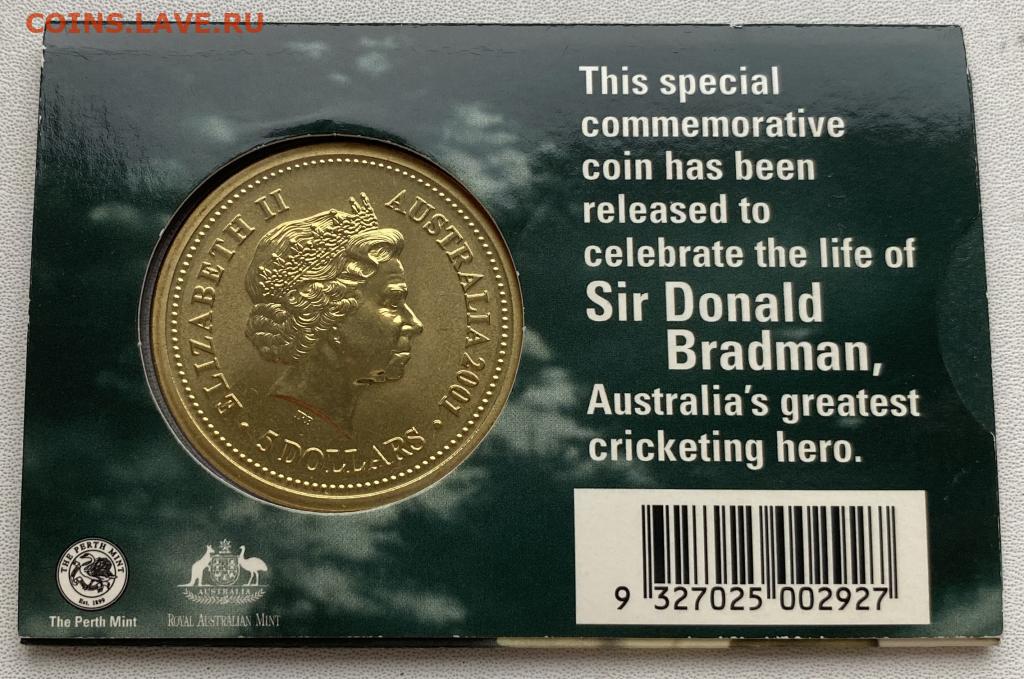 COINS.LAVE.RU
This special
commemorative
coin has been
released to
celebrate the life of
Sir Donald
Bradman,
Australia's greatest
cricketing hero.
ELIZABETH II
AUSTRALIA 2001
5 DOLLARS
THE PERTH MINT
Est. 1899
The Perth Mint
AUSTRALIA
ROYAL AUSTRALIAN MINT
9 327025 002927